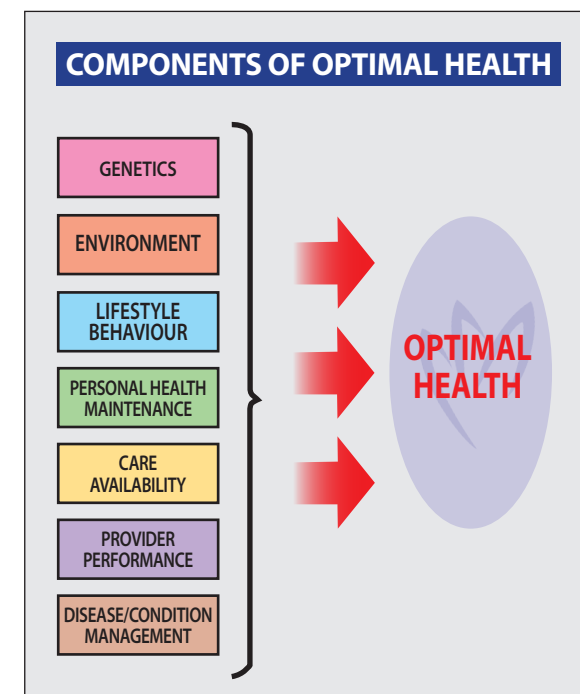 COMPONENTS OF OPTIMAL HEALTH
GENETICS
ENVIRONMENT
LIFESTYLE
BEHAVIOUR
PERSONAL HEALTH
MAINTENANCE
CARE
AVAILABILITY
PROVIDER
PERFORMANCE
DISEASE/CONDITION
MANAGEMENT
OPTIMAL
HEALTH